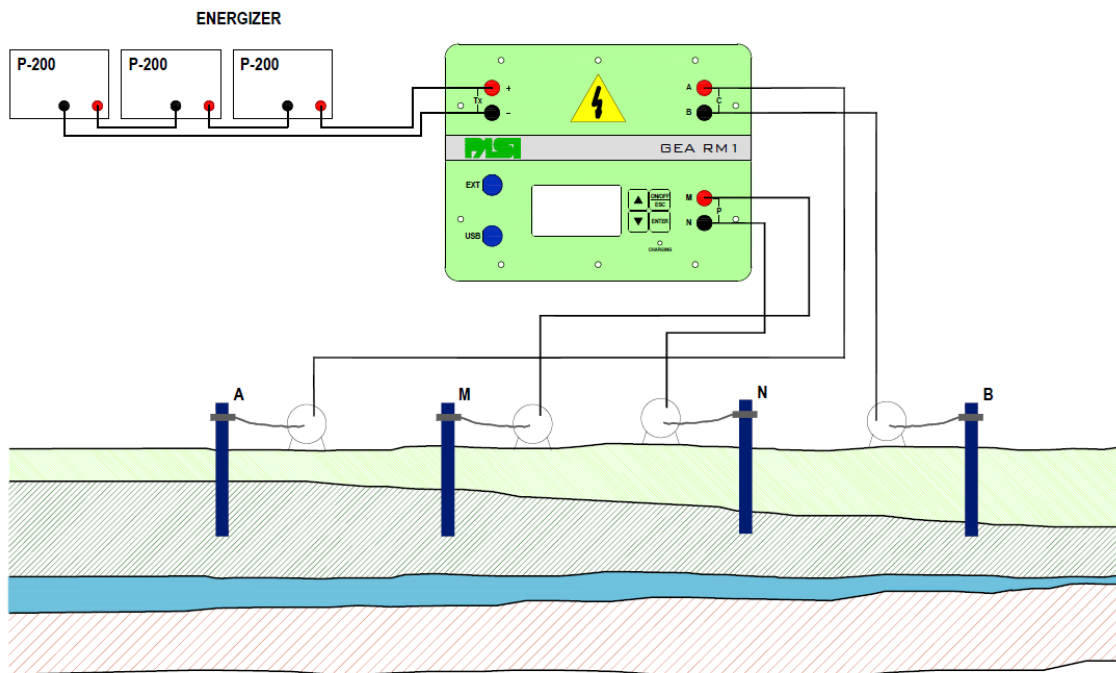 ENERGIZER
P-200
P-200
P-200
+
Tx
–
A
C
B
PASI
GEA RM1
EXT
USB
ON/OFF
ESC
ENTER
CHARGING
M
P
N
A
M
N
B